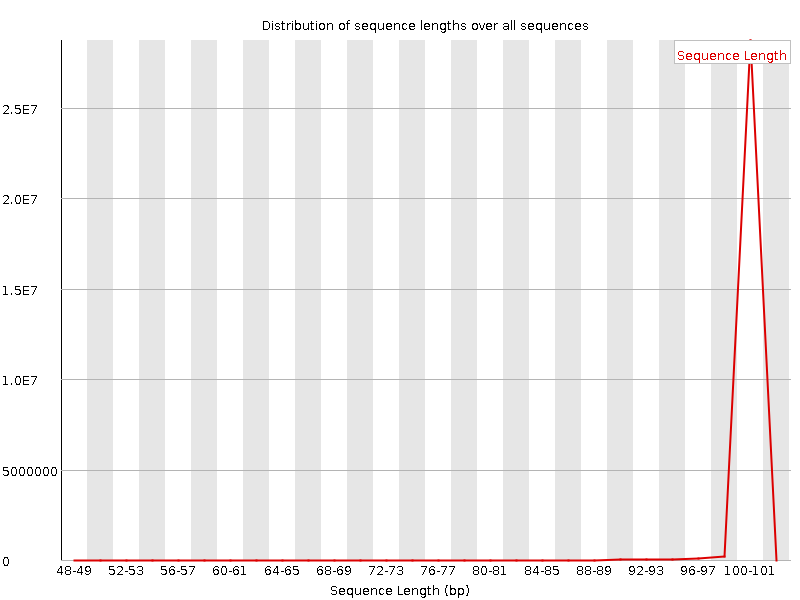 Distribution of sequence lengths over all sequences
Sequence Length
2.5E7
2.0E7
1.5E7
1.0E7
5000000
0
48-49 52-53 56-57 60-61 64-65 68-69 72-73 76-77 80-81 84-85 88-89 92-93 96-97 100-101
Sequence Length (bp)